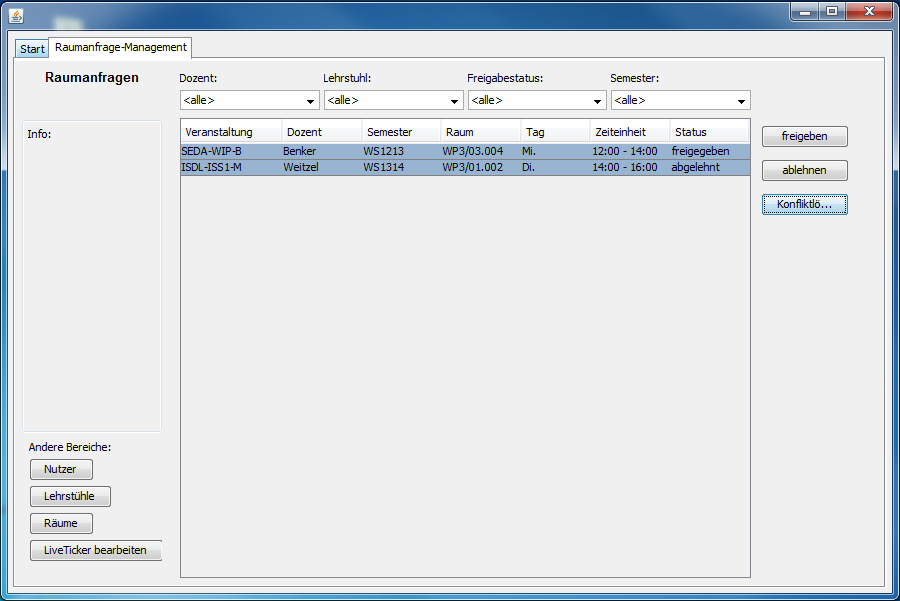 Start Raumanfrage-Management
Raumanfragen
Dozent: Lehrstuhl: Freigabestatus: Semester:
<alle> <alle> <alle> <alle>
Info:
Veranstaltung Dozent Semester Raum Tag Zeiteinheit Status
SEDA-WIP-B Benker WS1213 WP3/03.004 Mi. 12:00 - 14:00 freigegeben
ISDL-ISS1-M Weitzel WS1314 WP3/01.002 Di. 14:00 - 16:00 abgelehnt
freigeben
ablehnen
Konfliktlö...
Andere Bereiche:
Nutzer
Lehrstühle
Räume
LiveTicker bearbeiten